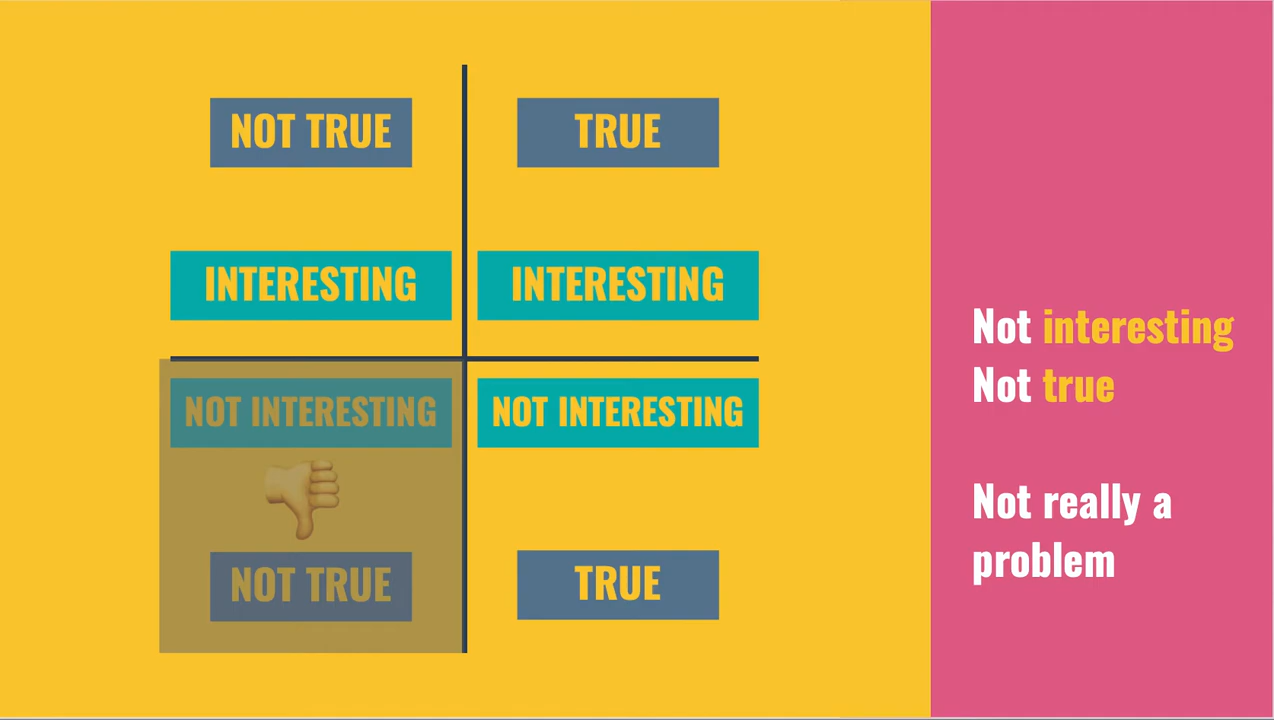 NOT TRUE
TRUE
INTERESTING
INTERESTING
NOT INTERESTING
NOT INTERESTING
NOT TRUE
TRUE
Not interesting
Not true
Not really a
problem